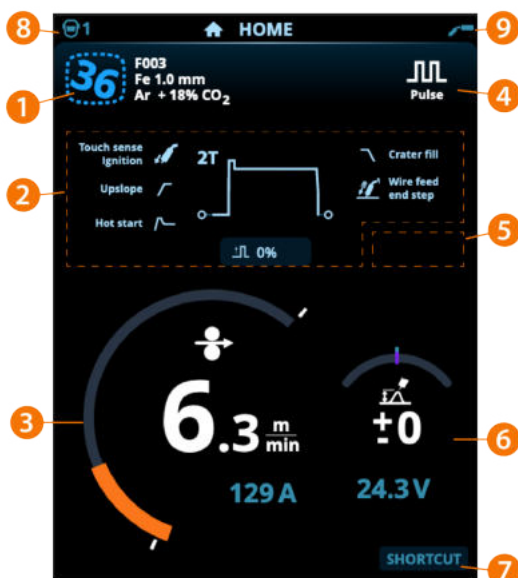 8
1
HOME
9
36
F003
Fe 1.0 mm
Ar + 18% CO2
Pulse
1
4
Touch sense
Ignition
2T
Crater fill
2
Upslope
Wire feed
end step
Hot start
5
0%
3
6.3 m/min
±0
6
129 A
24.3 V
SHORTCUT
7